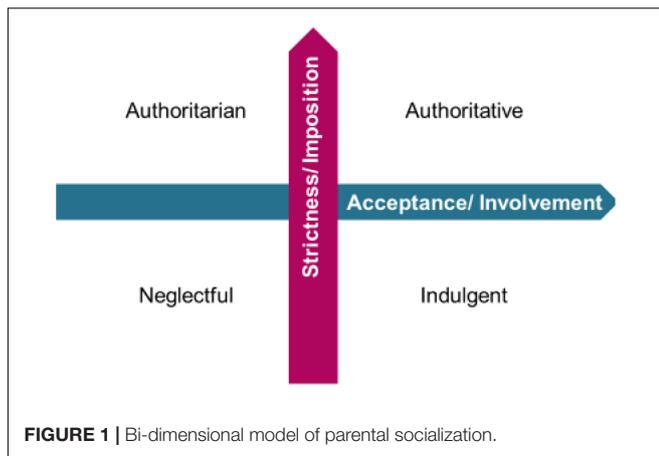 Authoritarian
Authoritative
Strictness/ Imposition
Acceptance/ Involvement
Neglectful
Indulgent
FIGURE 1 | Bi-dimensional model of parental socialization.